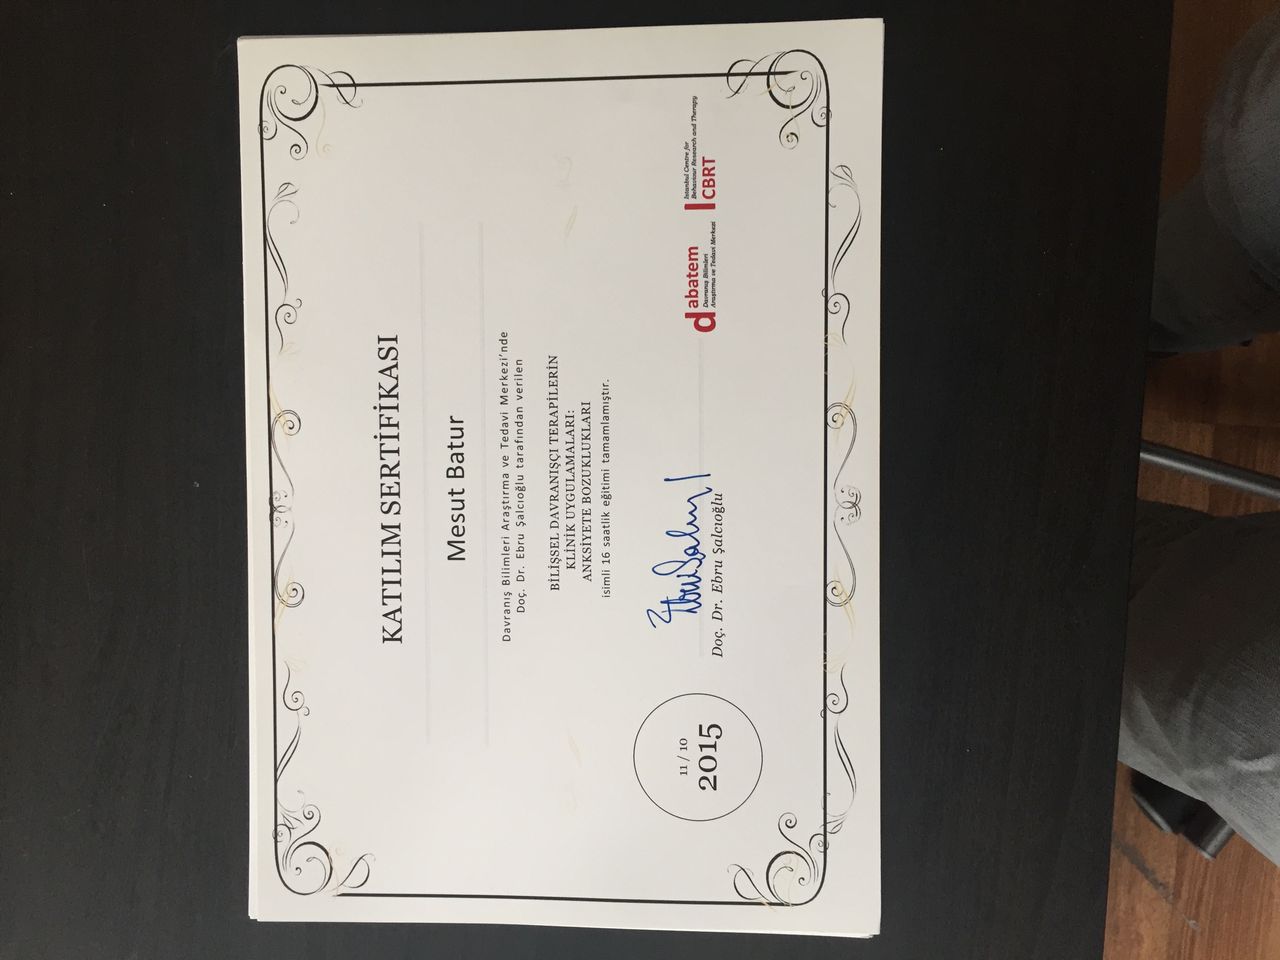 KATILIM SERTİFİKASI
Mesut Batur
Davranış Bilimleri Araştırma ve Tedavi Merkezi'nde
Doç. Dr. Ebru Şalcıoğlu tarafından verilen
BİLİŞSEL DAVRANIŞÇI TERAPİLERİN
KLİNİK UYGULAMALARI:
ANKSİYETE BOZUKLUKLARI
isimli 16 saatlik eğitimi tamamlamıştır.
11 / 10
2015
Doç. Dr. Ebru Şalcıoğlu
dabatem
Davranış Bilimleri
Araştırma ve Tedavi Merkezi
Istanbul Centre for
Behaviour Research and Therapy
ICBRT